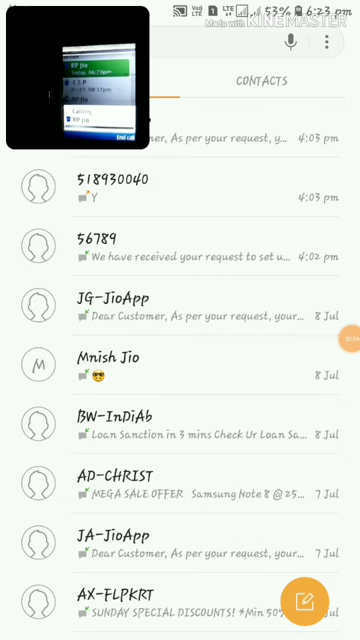 53% 6:23 pm
Made with KINEMASTER
RP Jio
Today, 06:23pm
Calling
RP Jio
End call
CONTACTS
er, As per your request, y...
4:03 pm
518930040
Y
4:03 pm
56789
We have received your request to set u...
4:02 pm
JG-JioApp
Dear Customer, As per your request, your...
8 Jul
M
Mnish Jio
😎
8 Jul
BW-InDiAb
Loan Sanction in 3 mins Check Ur Loan Sa...
8 Jul
AD-CHRIST
MEGA SALE OFFER Samsung Note 8 @ 25...
7 Jul
JA-JioApp
Dear Customer, As per your request, your...
7 Jul
AX-FLPKRT
SUNDAY SPECIAL DISCOUNTS! *Min 50